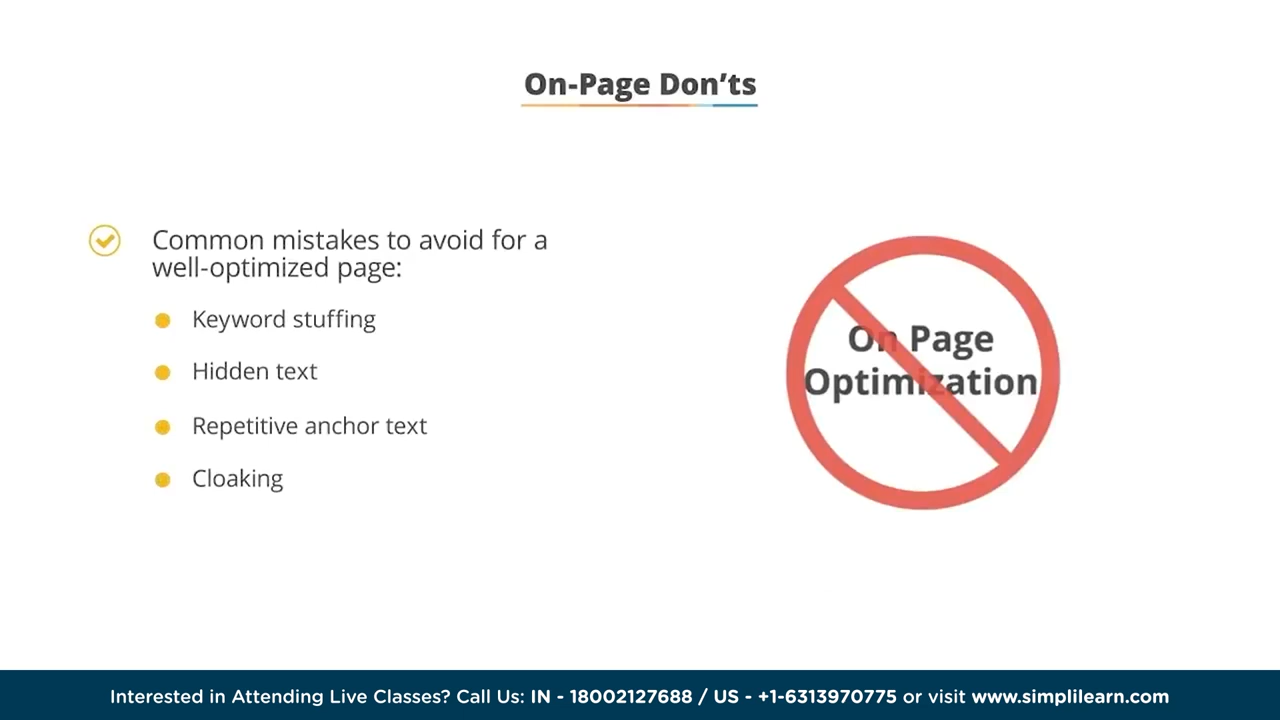 On-Page Don'ts
Common mistakes to avoid for a
well-optimized page:
Keyword stuffing
Hidden text
Repetitive anchor text
Cloaking
On Page
Optimization
Interested in Attending Live Classes? Call Us: IN - 18002127688 / US - +1-6313970775 or visit www.simplilearn.com